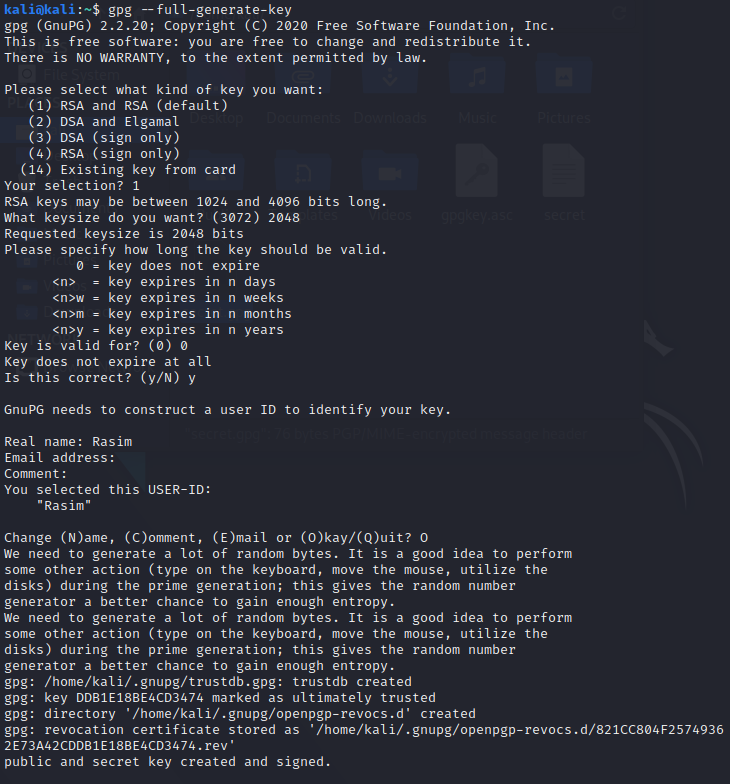 kali@kali:~$ gpg --full-generate-key
gpg (GnuPG) 2.2.20; Copyright (C) 2020 Free Software Foundation, Inc.
This is free software: you are free to change and redistribute it.
There is NO WARRANTY, to the extent permitted by law.
Please select what kind of key you want:
   (1) RSA and RSA (default)
   (2) DSA and Elgamal
   (3) DSA (sign only)
   (4) RSA (sign only)
  (14) Existing key from card
Your selection? 1
RSA keys may be between 1024 and 4096 bits long.
What keysize do you want? (3072) 2048
Requested keysize is 2048 bits
Please specify how long the key should be valid.
         0 = key does not expire
      <n>  = key expires in n days
      <n>w = key expires in n weeks
      <n>m = key expires in n months
      <n>y = key expires in n years
Key is valid for? (0) 0
Key does not expire at all
Is this correct? (y/N) y
GnuPG needs to construct a user ID to identify your key.
Real name: Rasim
Email address:
Comment:
You selected this USER-ID:
    "Rasim"
Change (N)ame, (C)omment, (E)mail or (O)kay/(Q)uit? O
We need to generate a lot of random bytes. It is a good idea to perform
some other action (type on the keyboard, move the mouse, utilize the
disks) during the prime generation; this gives the random number
generator a better chance to gain enough entropy.
We need to generate a lot of random bytes. It is a good idea to perform
some other action (type on the keyboard, move the mouse, utilize the
disks) during the prime generation; this gives the random number
generator a better chance to gain enough entropy.
gpg: /home/kali/.gnupg/trustdb.gpg: trustdb created
gpg: key DDB1E18BE4CD3474 marked as ultimately trusted
gpg: directory '/home/kali/.gnupg/openpgp-revocs.d' created
gpg: revocation certificate stored as '/home/kali/.gnupg/openpgp-revocs.d/821CC804F2574936
2E73A42CDDB1E18BE4CD3474.rev'
public and secret key created and signed.
File System
Desktop Documents Downloads Music Pictures
Videos gpgkey.asc secret